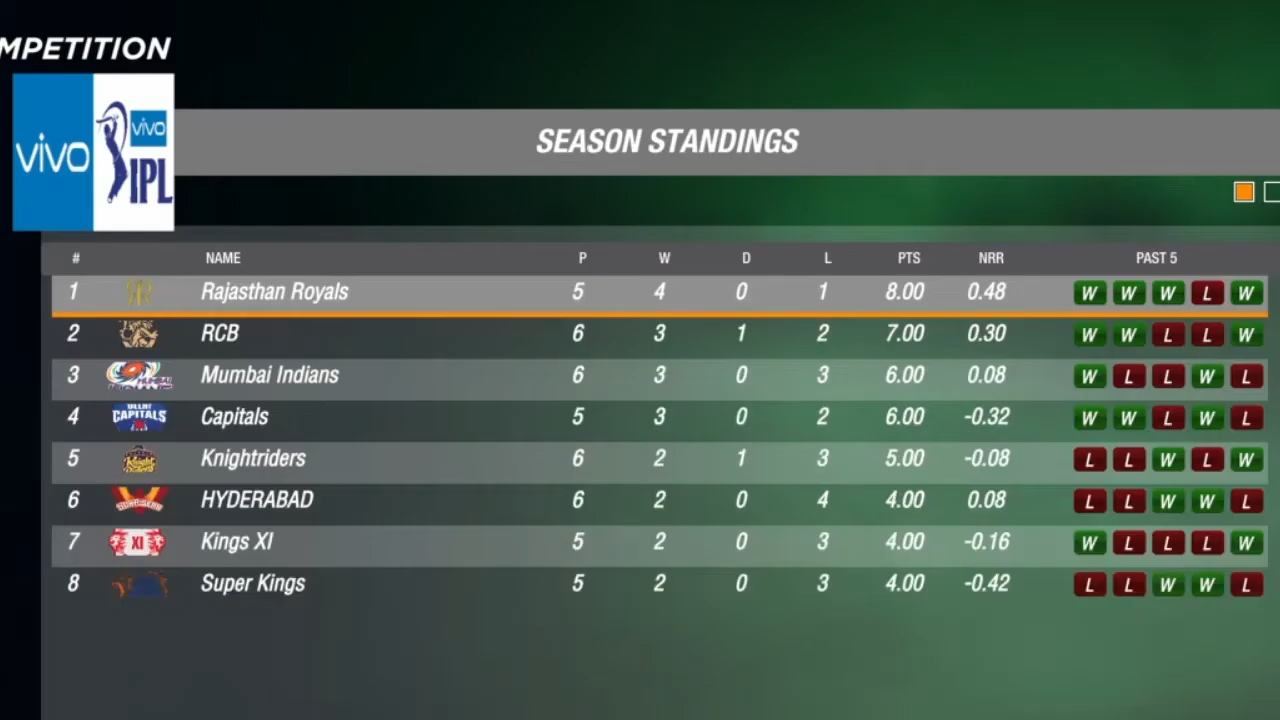 MPETITION
vivo
vivo
IPL
SEASON STANDINGS
# NAME P W D L PTS NRR PAST 5
1 Rajasthan Royals 5 4 0 1 8.00 0.48 W W W L W
2 RCB 6 3 1 2 7.00 0.30 W W L L W
3 Mumbai Indians 6 3 0 3 6.00 0.08 W L L W L
4 CAPITALS Capitals 5 3 0 2 6.00 -0.32 W W L W L
5 Knightriders 6 2 1 3 5.00 -0.08 L L W L W
6 HYDERABAD 6 2 0 4 4.00 0.08 L L W W L
7 XI Kings XI 5 2 0 3 4.00 -0.16 W L L L W
8 Super Kings 5 2 0 3 4.00 -0.42 L L W W L